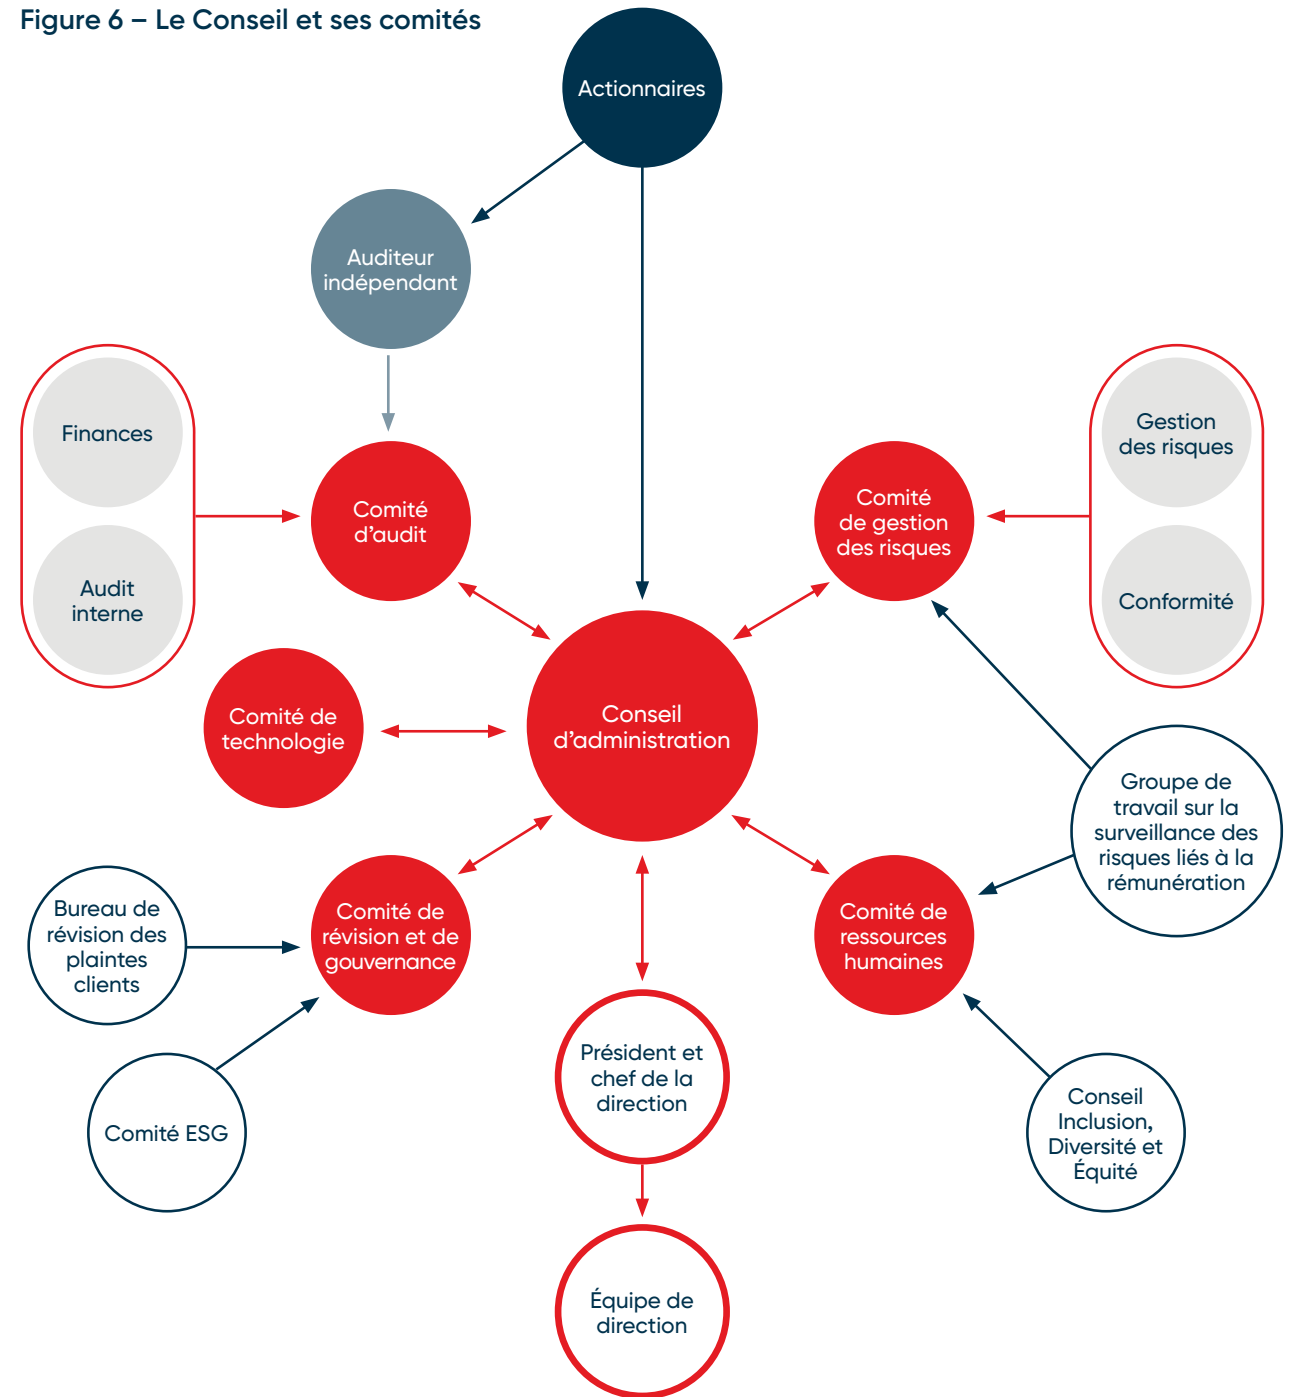 Figure 6 – Le Conseil et ses comités
Actionnaires
Auditeur
indépendant
Finances
Audit
interne
Comité
d'audit
Comité
de gestion
des risques
Gestion
des risques
Conformité
Comité de
technologie
Conseil
d'administration
Groupe de
travail sur la
surveillance des
risques liés à la
rémunération
Bureau de
révision des
plaintes
clients
Comité de
révision et de
gouvernance
Comité de
ressources
humaines
Comité ESG
Président et
chef de la
direction
Conseil
Inclusion,
Diversité et
Équité
Équipe de
direction